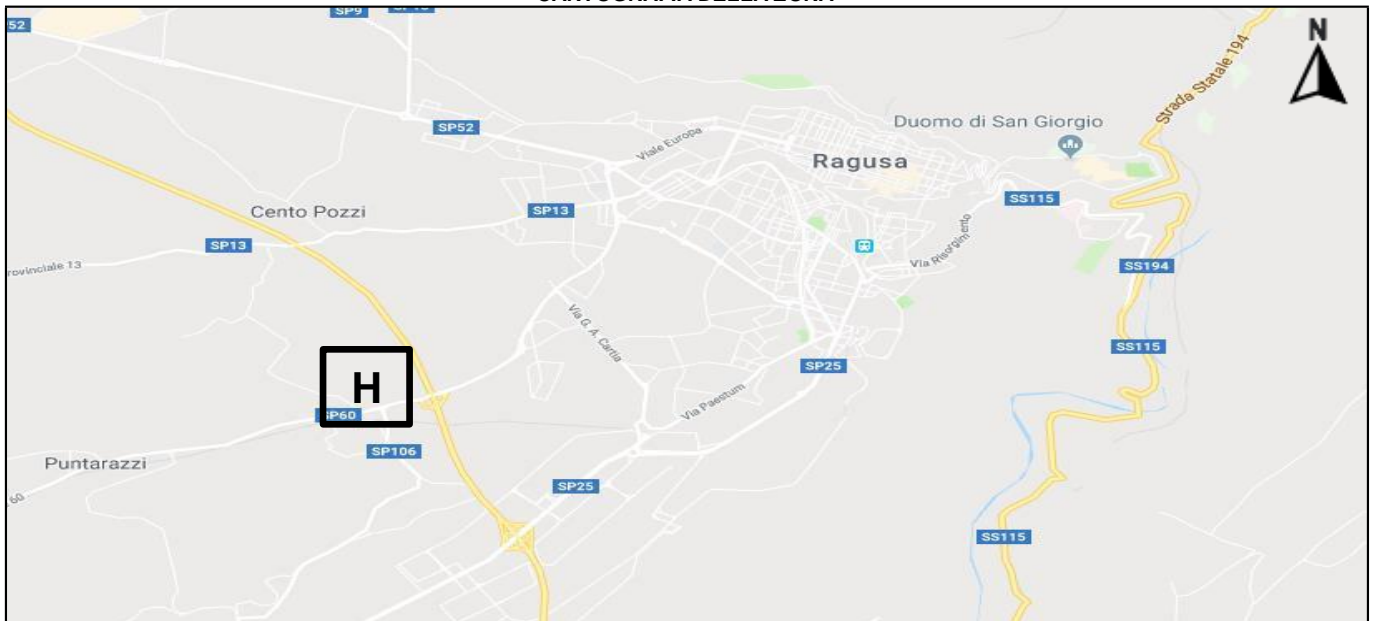 SP9
52
N
Strada Statale 194
Duomo di San Giorgio
SP52
Viale Europa
Ragusa
SS115
Cento Pozzi
SP13
SP13
Via Risorgimento
rovinciale 13
SS194
Via G. A. Cartia
SS115
SP25
H
Via Paestum
SP60
SP106
Puntarazzi
SP25
60
SS115